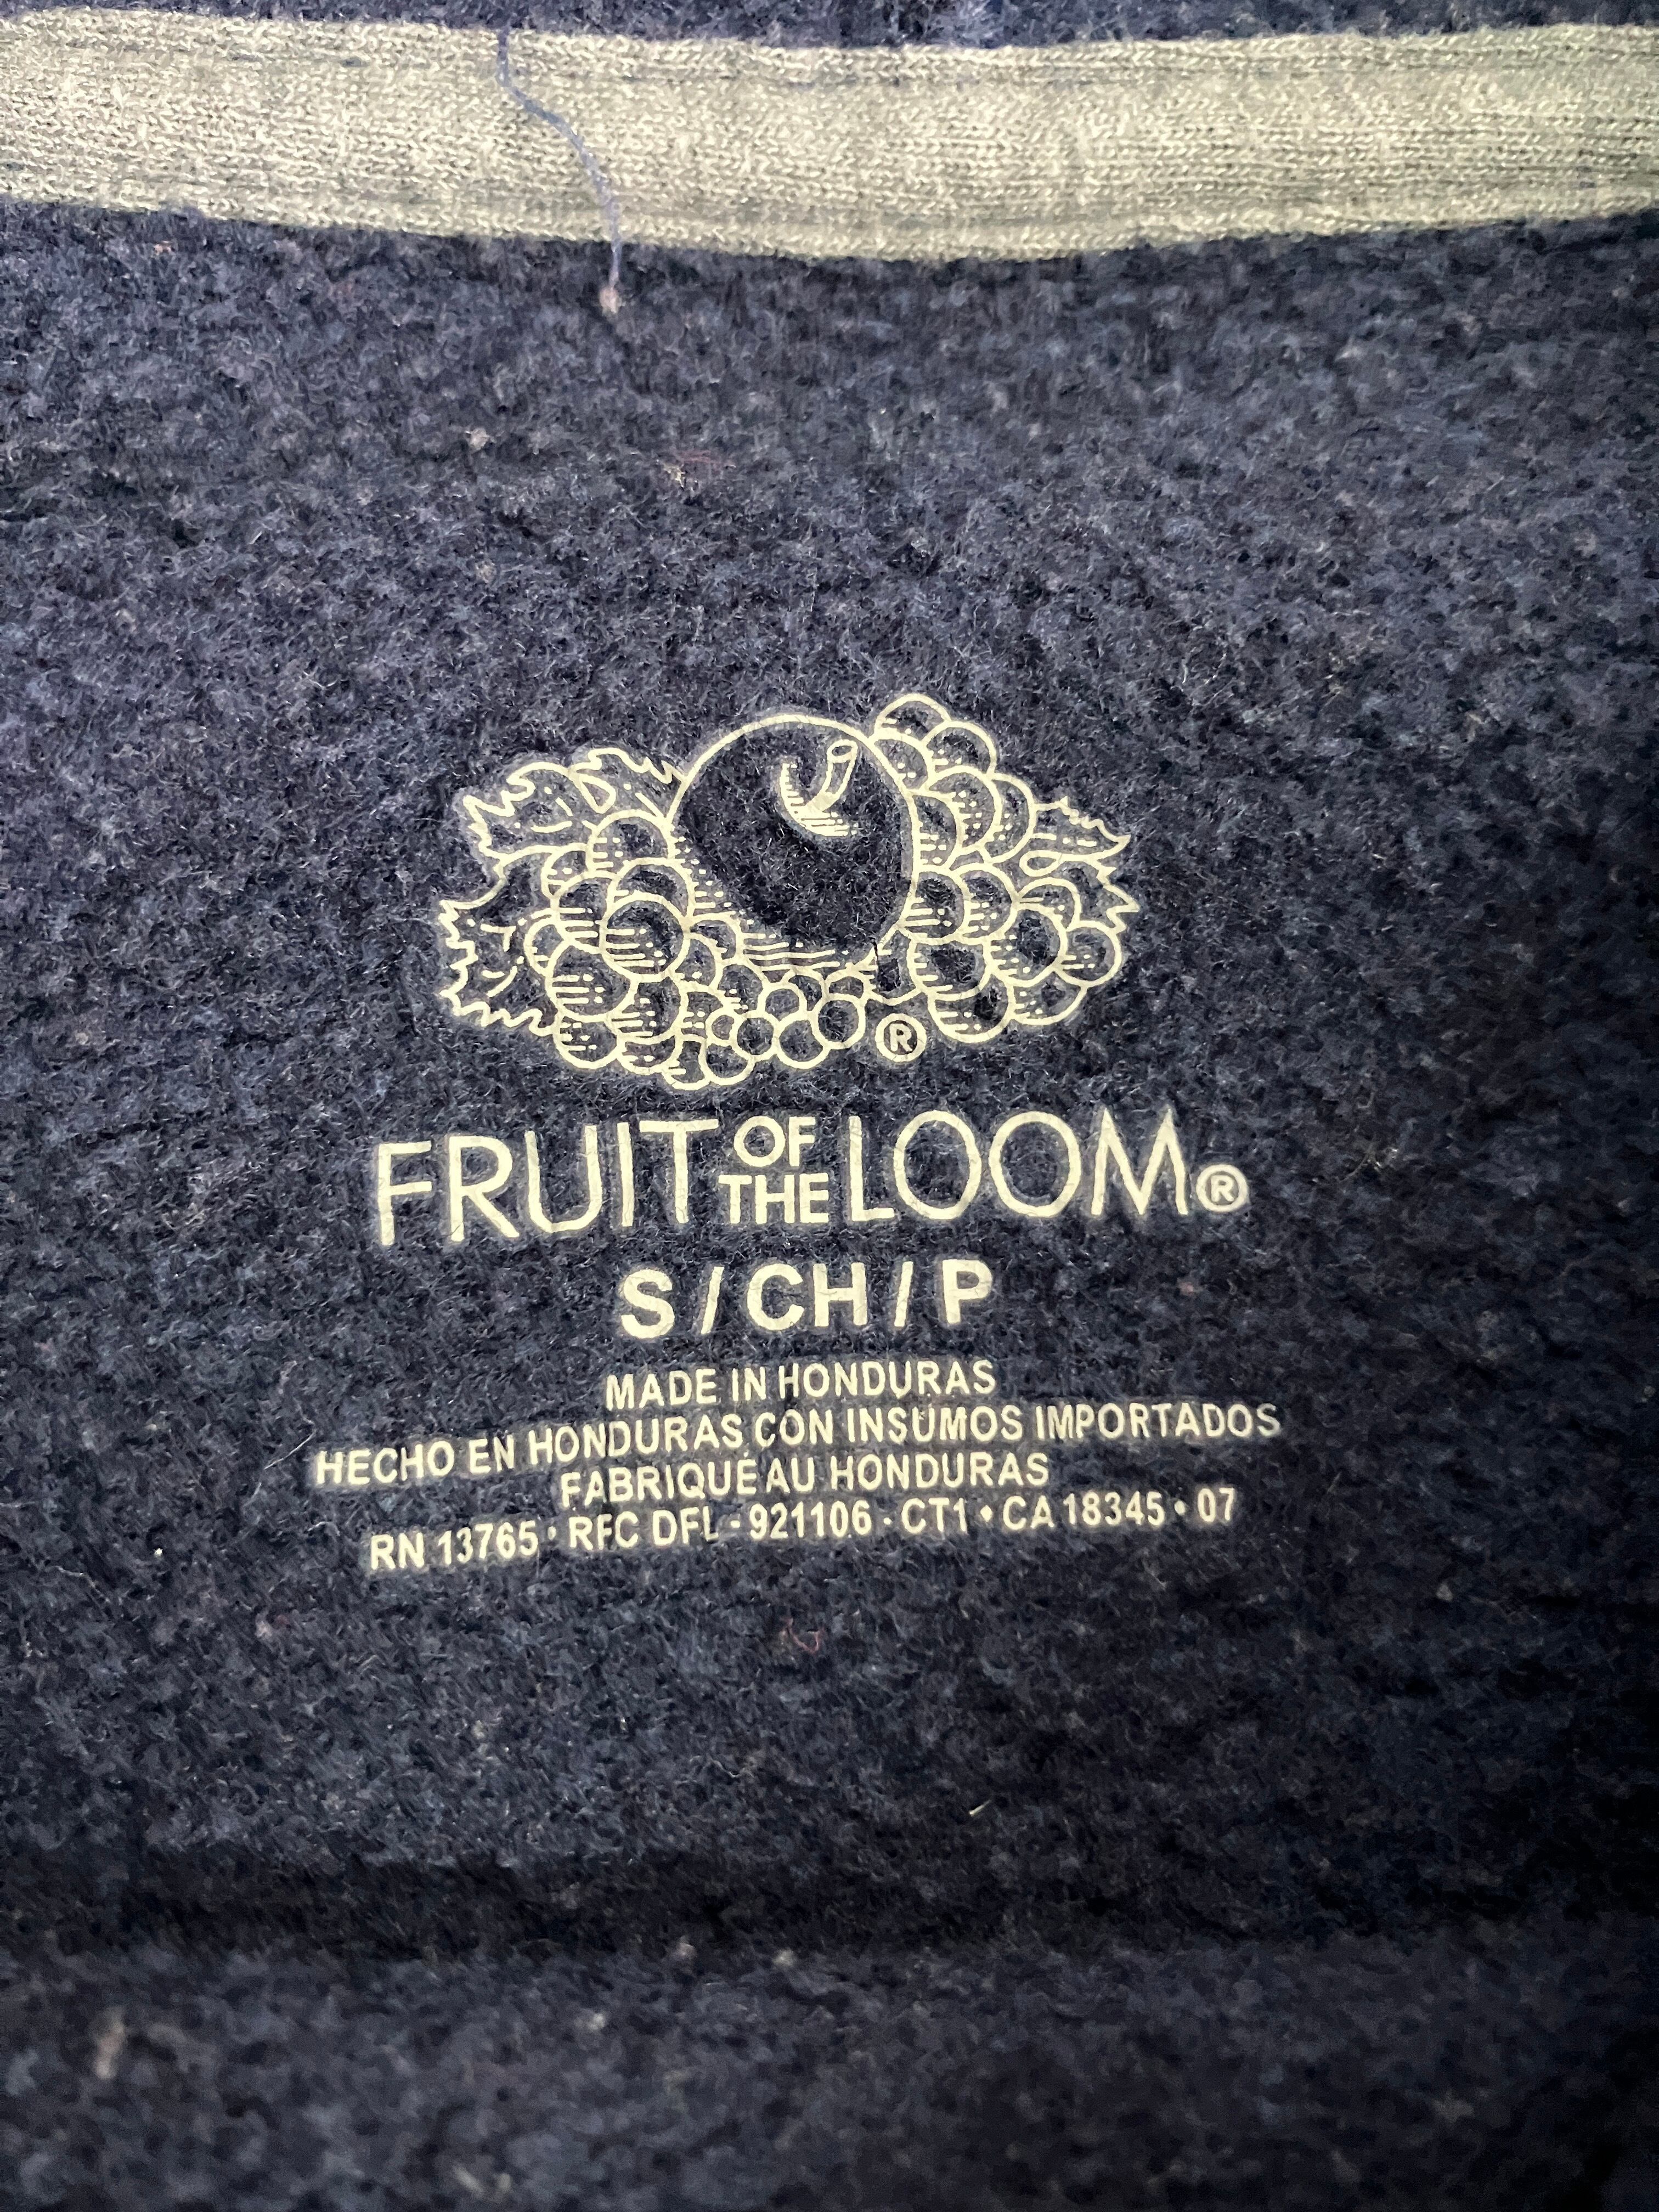 ®
FRUIT OF THE LOOM®
S / CH / P
MADE IN HONDURAS
HECHO EN HONDURAS CON INSUMOS IMPORTADOS
FABRIQUÉ AU HONDURAS
RN 13765 • RFC DFL - 921106 - CT1 • CA 18345 • 07